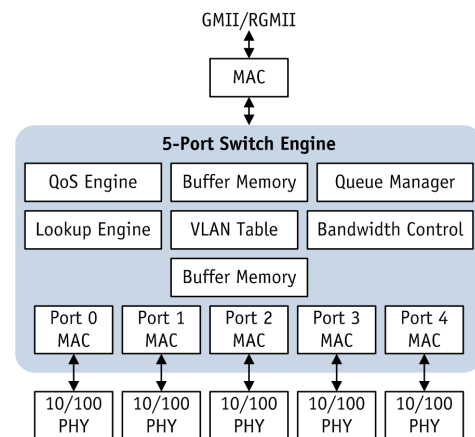 GMII/RGMII
MAC
5-Port Switch Engine
QoS Engine
Buffer Memory
Queue Manager
Lookup Engine
VLAN Table
Bandwidth Control
Buffer Memory
Port 0
MAC
Port 1
MAC
Port 2
MAC
Port 3
MAC
Port 4
MAC
10/100
PHY
10/100
PHY
10/100
PHY
10/100
PHY
10/100
PHY